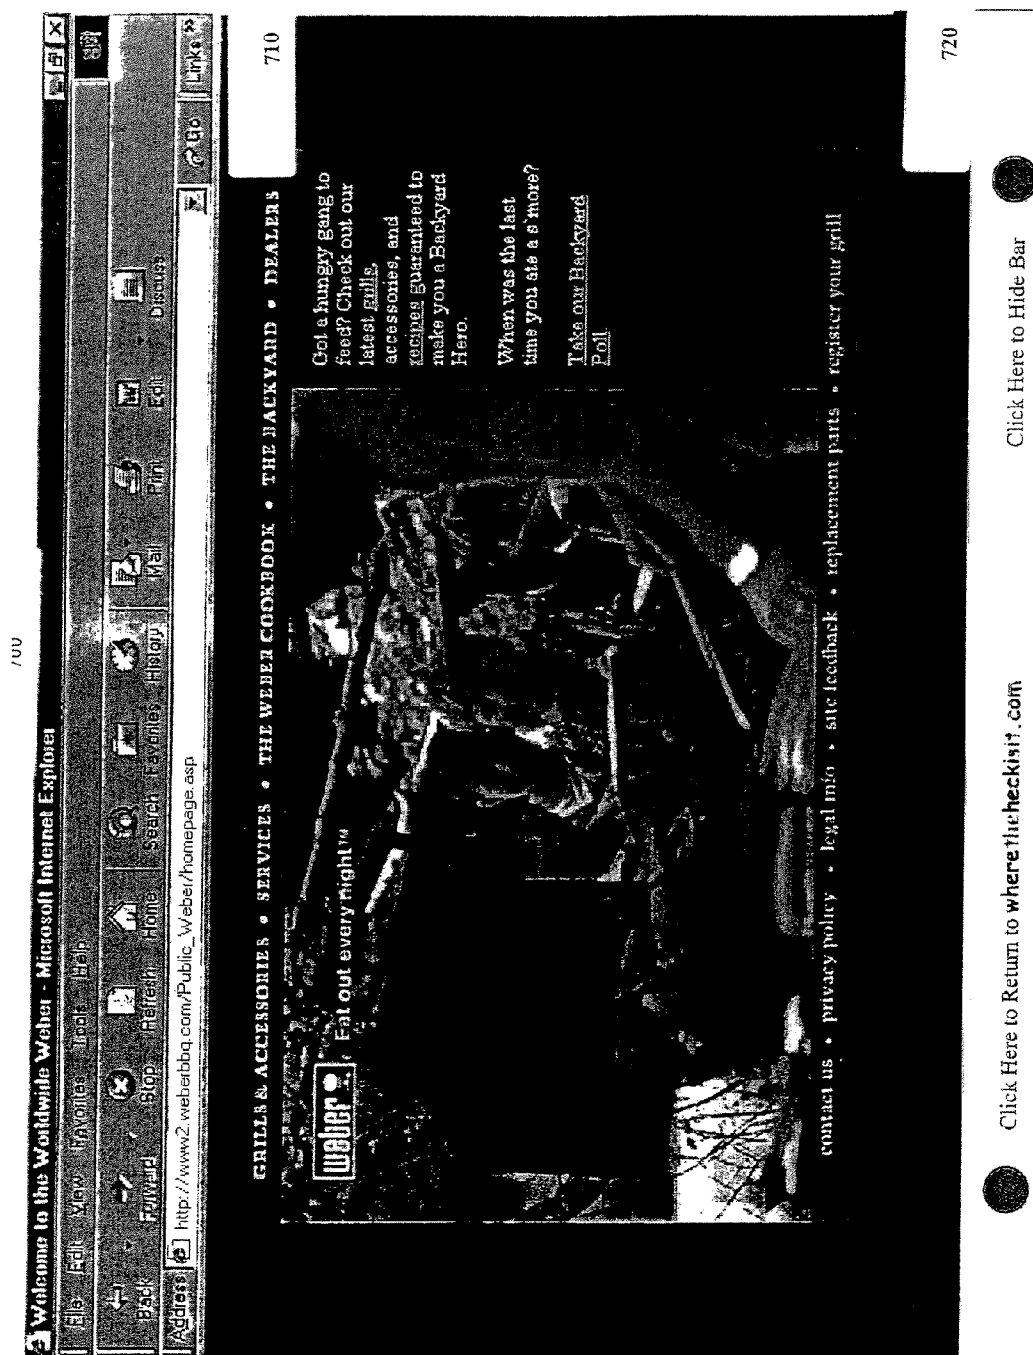 700
Welcome to the Worldwide Weber - Microsoft Internet Explorer
File Edit View Favorites Tools Help
Back Forward Stop Refresh Home Search Favorites History Mail Print Edit Discuss
Address http://www2.weberbbq.com/Public_Weber/homepage.asp Go Links »
GRILLS & ACCESSORIES • SERVICES • THE WEBER COOKBOOK • THE BACKYARD • DEALERS
710
weber Eat out every night™
Got a hungry gang to
feed? Check out our
latest grills,
accessories, and
recipes guaranteed to
make you a Backyard
Hero.
When was the last
time you ate a s'more?
Take our Backyard
Poll
contact us • privacy policy • legal info • site feedback • replacement parts • register your grill
720
Click Here to Return to wheretheheckisit.com
Click Here to Hide Bar